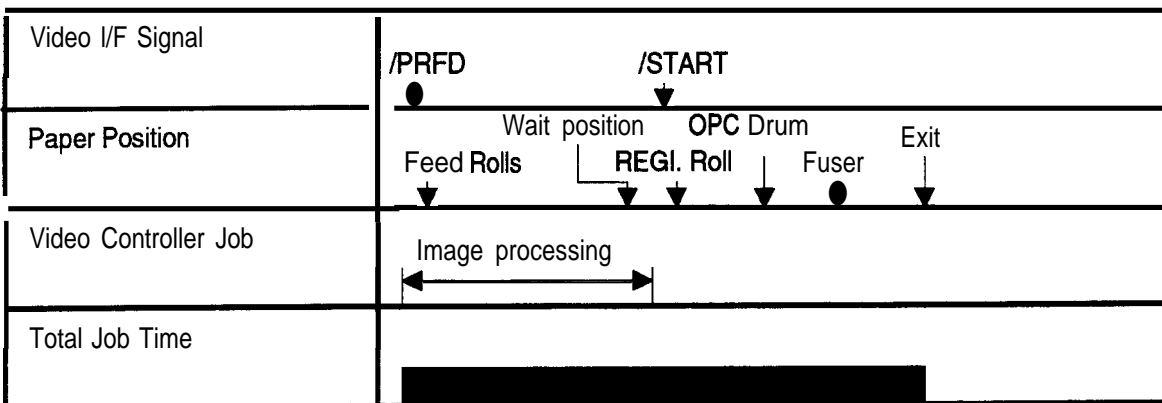 Video I/F Signal
/PRFD /START
Paper Position
Wait position OPC Drum Exit
Feed Rolls REGI. Roll Fuser
Video Controller Job
Image processing
Total Job Time